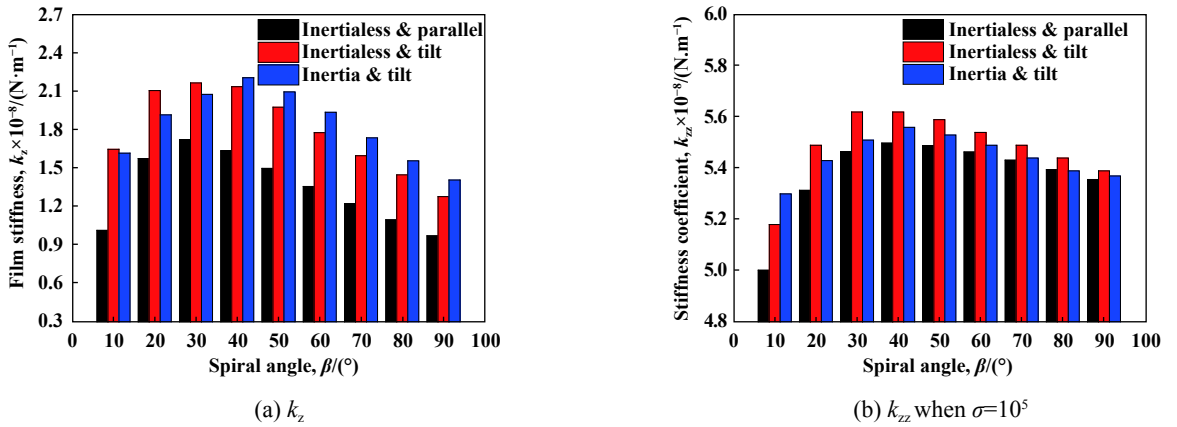 2.7
2.4
2.1
1.8
1.5
1.2
0.9
0.6
0.3
Film stiffness, kz×10⁻⁸/(N·m⁻¹)
Inertialess & parallel
Inertialess & tilt
Inertia & tilt
0 10 20 30 40 50 60 70 80 90 100
Spiral angle, β/(°)
(a) kz
6.0
5.8
5.6
5.4
5.2
5.0
4.8
Stiffness coefficient, kzz×10⁻⁸/(N.m⁻¹)
Inertialess & parallel
Inertialess & tilt
Inertia & tilt
0 10 20 30 40 50 60 70 80 90 100
Spiral angle, β/(°)
(b) kzz when σ=10⁵